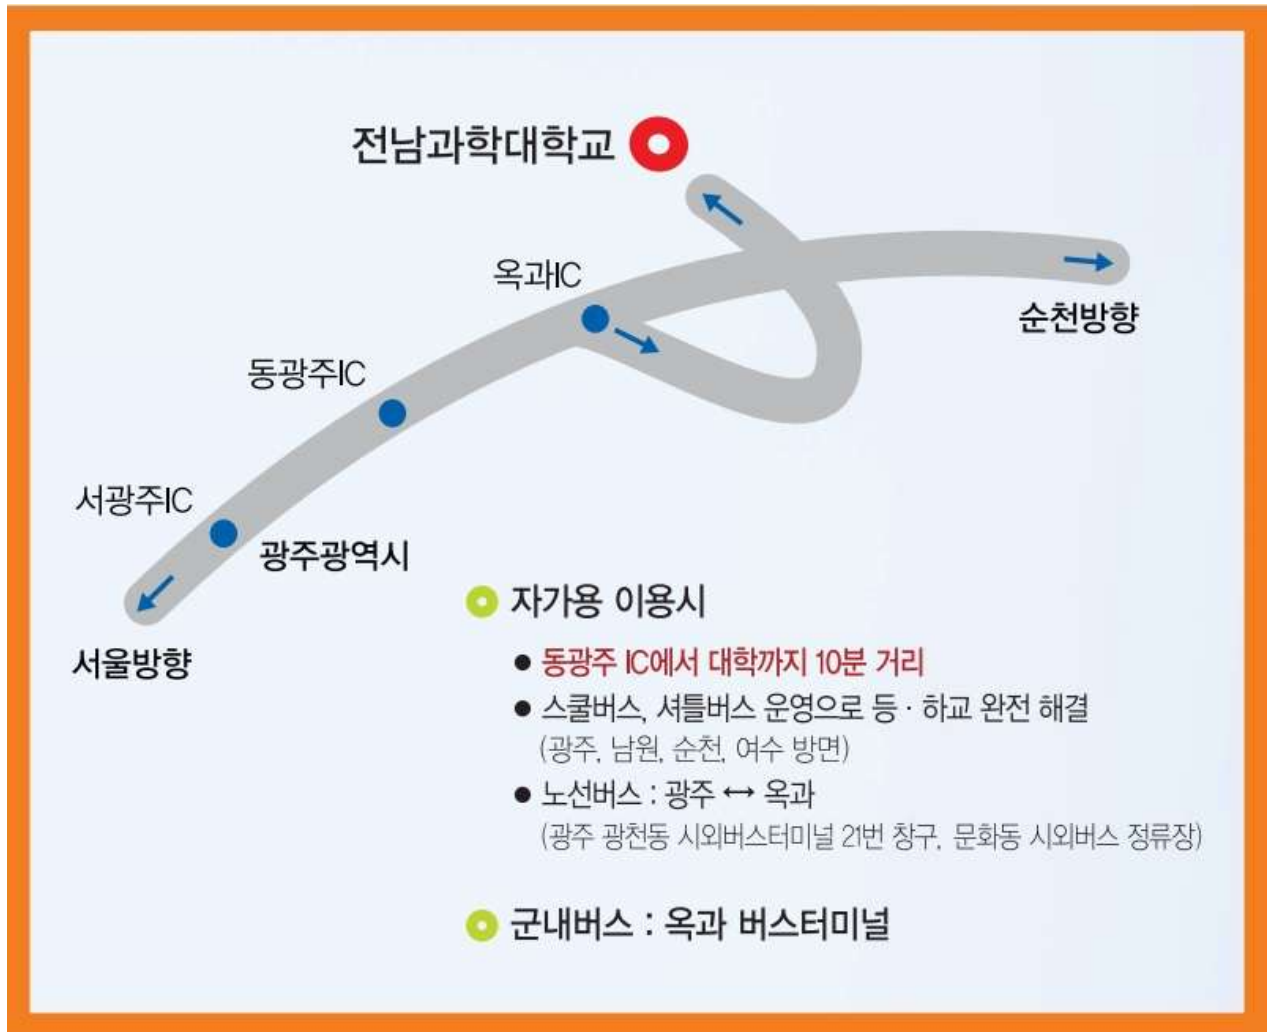 전남과학대학교
옥과IC
순천방향
동광주IC
서광주IC
광주광역시
서울방향
자가용 이용시
● 동광주 IC에서 대학까지 10분 거리
● 스쿨버스, 셔틀버스 운영으로 등·하교 완전 해결
(광주, 남원, 순천, 여수 방면)
● 노선버스 : 광주 ↔ 옥과
(광주 광천동 시외버스터미널 21번 창구, 문화동 시외버스 정류장)
군내버스 : 옥과 버스터미널